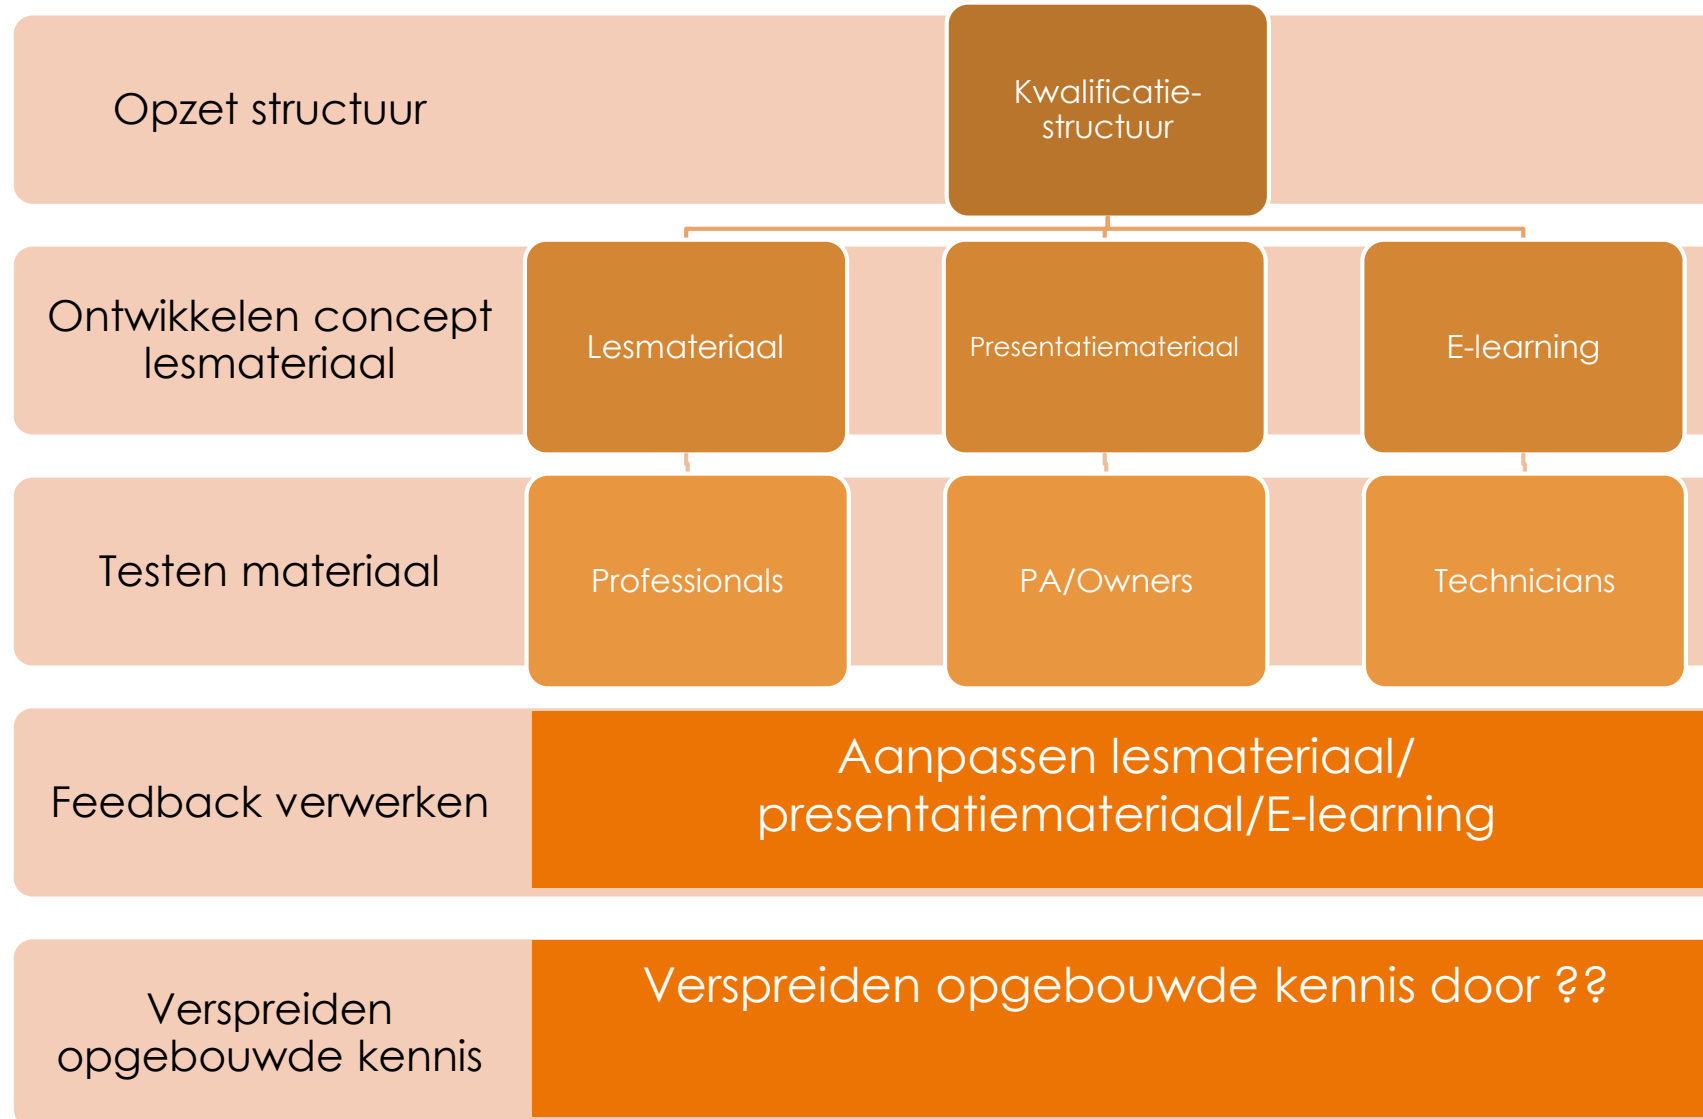 Opzet structuur
Kwalificatie-
structuur
Ontwikkelen concept
lesmateriaal
Lesmateriaal
Presentatiemateriaal
E-learning
Testen materiaal
Professionals
PA/Owners
Technicians
Feedback verwerken
Aanpassen lesmateriaal/
presentatiemateriaal/E-learning
Verspreiden
opgebouwde kennis
Verspreiden opgebouwde kennis door ??